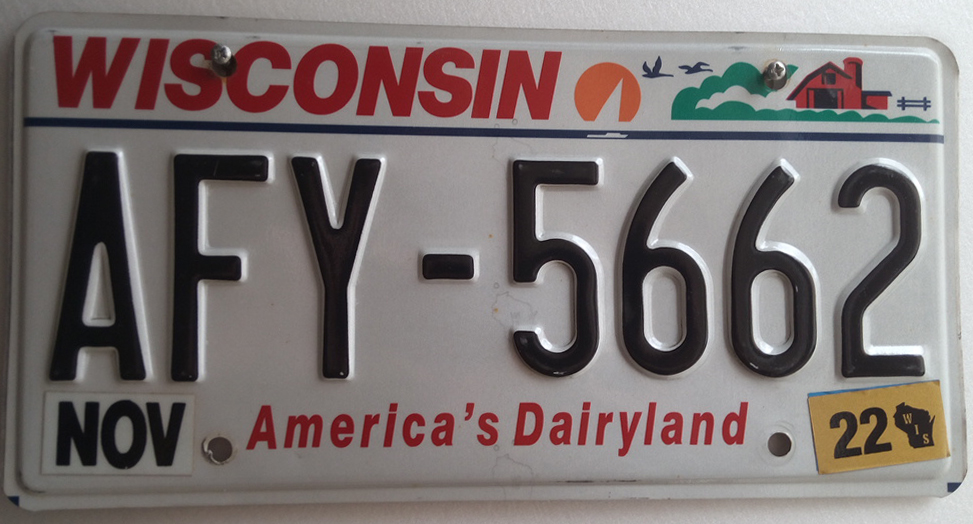 WISCONSIN
AFY-5662
NOV
America's Dairyland
22
WIS